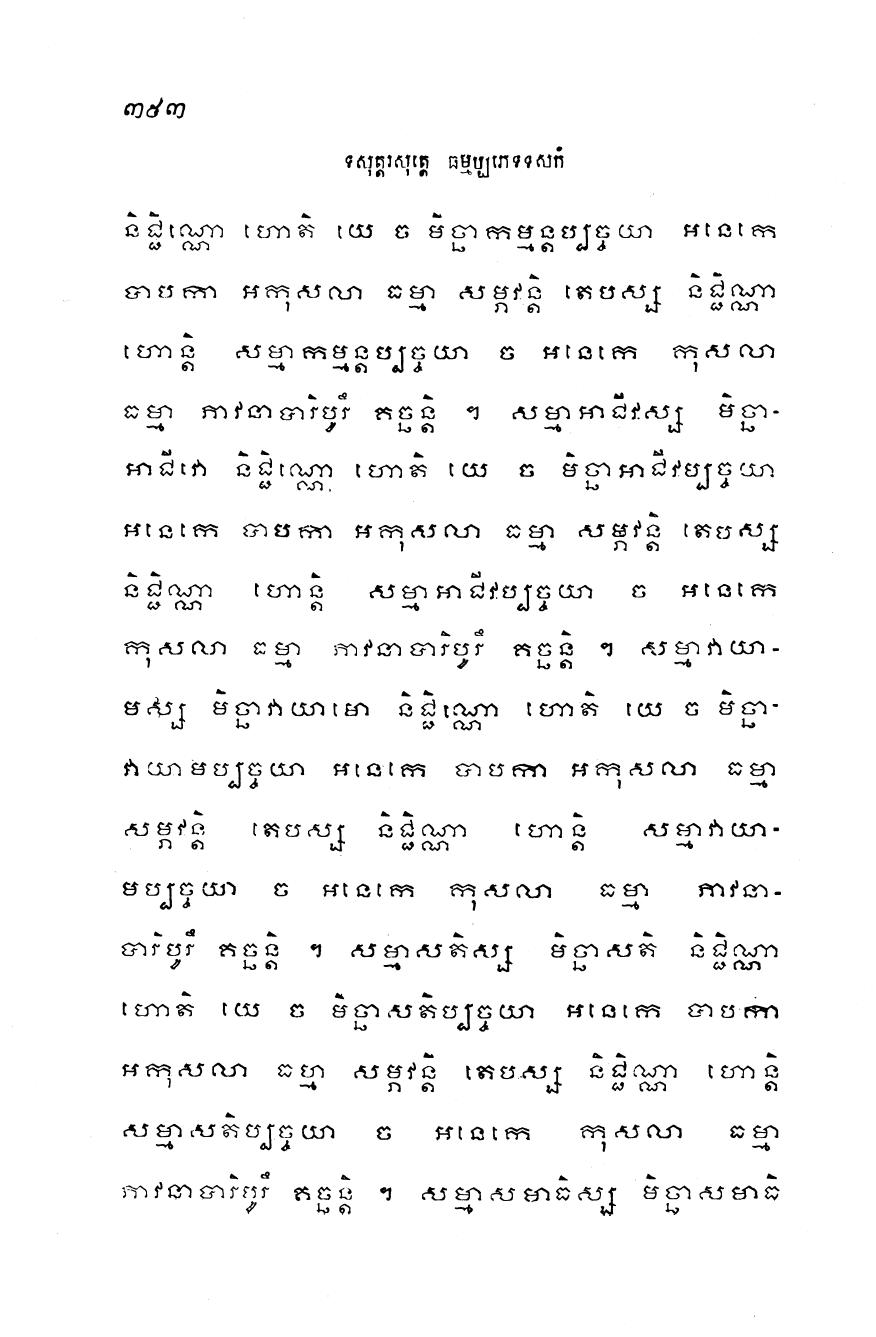 ៣៩៣
ទសុត្តរសុត្តេ ធម្មប្បភេទទសកំ
និជ្ជិណ្ណោ ហោតិ យេ ច មិច្ឆាកម្មន្តប្បច្ចយា អនេកេ
បាបកា អកុសលា ធម្មា សម្ភវន្តិ តេបស្ស និជ្ជិណ្ណា
ហោន្តិ សម្មាកម្មន្តប្បច្ចយា ច អនេកេ កុសលា
ធម្មា ភាវនាបារិបូរឹ គច្ឆន្តិ ។ សម្មាអាជីវស្ស មិច្ឆា-
អាជីវោ និជ្ជិណ្ណោ ហោតិ យេ ច មិច្ឆាអាជីវប្បច្ចយា
អនេកេ បាបកា អកុសលា ធម្មា សម្ភវន្តិ តេបស្ស
និជ្ជិណ្ណា ហោន្តិ សម្មាអាជីវប្បច្ចយា ច អនេកេ
កុសលា ធម្មា ភាវនាបារិបូរឹ គច្ឆន្តិ ។ សម្មាវាយា-
មស្ស មិច្ឆាវាយាមោ និជ្ជិណ្ណោ ហោតិ យេ ច មិច្ឆា-
វាយាមប្បច្ចយា អនេកេ បាបកា អកុសលា ធម្មា
សម្ភវន្តិ តេបស្ស និជ្ជិណ្ណា ហោន្តិ សម្មាវាយា-
មប្បច្ចយា ច អនេកេ កុសលា ធម្មា ភាវនា-
បារិបូរឹ គច្ឆន្តិ ។ សម្មាសតិស្ស មិច្ឆាសតិ និជ្ជិណ្ណា
ហោតិ យេ ច មិច្ឆាសតិប្បច្ចយា អនេកេ បាបកា
អកុសលា ធម្មា សម្ភវន្តិ តេបស្ស និជ្ជិណ្ណា ហោន្តិ
សម្មាសតិប្បច្ចយា ច អនេកេ កុសលា ធម្មា
ភាវនាបារិបូរឹ គច្ឆន្តិ ។ សម្មាសមាធិស្ស មិច្ឆាសមាធិ